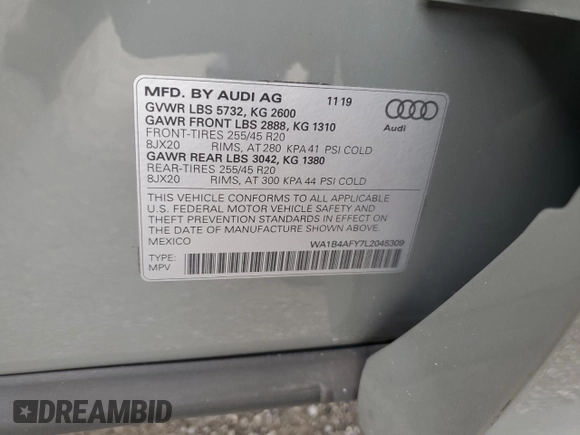 MFD. BY AUDI AG 11 19
GVWR LBS 5732, KG 2600
GAWR FRONT LBS 2888, KG 1310
FRONT-TIRES 255/45 R20
8JX20 RIMS, AT 280 KPA 41 PSI COLD
GAWR REAR LBS 3042, KG 1380
REAR-TIRES 255/45 R20
8JX20 RIMS, AT 300 KPA 44 PSI COLD
Audi
THIS VEHICLE CONFORMS TO ALL APPLICABLE
U.S. FEDERAL MOTOR VEHICLE SAFETY AND
THEFT PREVENTION STANDARDS IN EFFECT ON
THE DATE OF MANUFACTURE SHOWN ABOVE.
MEXICO WA1B4AFY7L2045309
TYPE:
MPV
DREAMBID